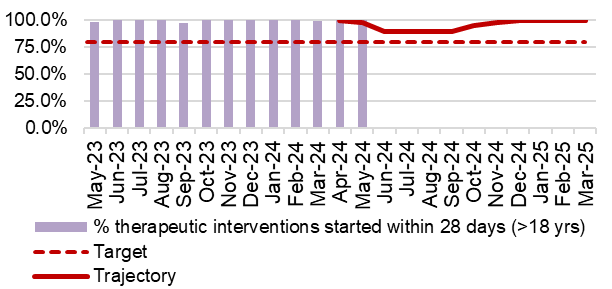 100.0%
75.0%
50.0%
25.0%
0.0%
May-23
Jun-23
Jul-23
Aug-23
Sep-23
Oct-23
Nov-23
Dec-23
Jan-24
Feb-24
Mar-24
Apr-24
May-24
Jun-24
Jul-24
Aug-24
Sep-24
Oct-24
Nov-24
Dec-24
Jan-25
Feb-25
Mar-25
% therapeutic interventions started within 28 days (>18 yrs)
Target
Trajectory